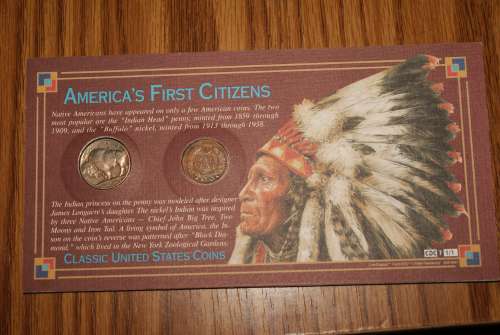 AMERICA'S FIRST CITIZENS
Native Americans have appeared on only a few American coins. The two
most popular are the "Indian Head" penny, minted from 1859 through
1909, and the "Buffalo" nickel, minted from 1913 through 1938.
The Indian princess on the penny was modeled after designer
James Longacre's daughter. The nickel's Indian was inspired
by three Native Americans — Chief John Big Tree, Two
Moons and Iron Tail. A living symbol of America, the bi-
son on the coin's reverse was patterned after "Black Dia-
mond," which lived in the New York Zoological Gardens.
CLASSIC UNITED STATES COINS